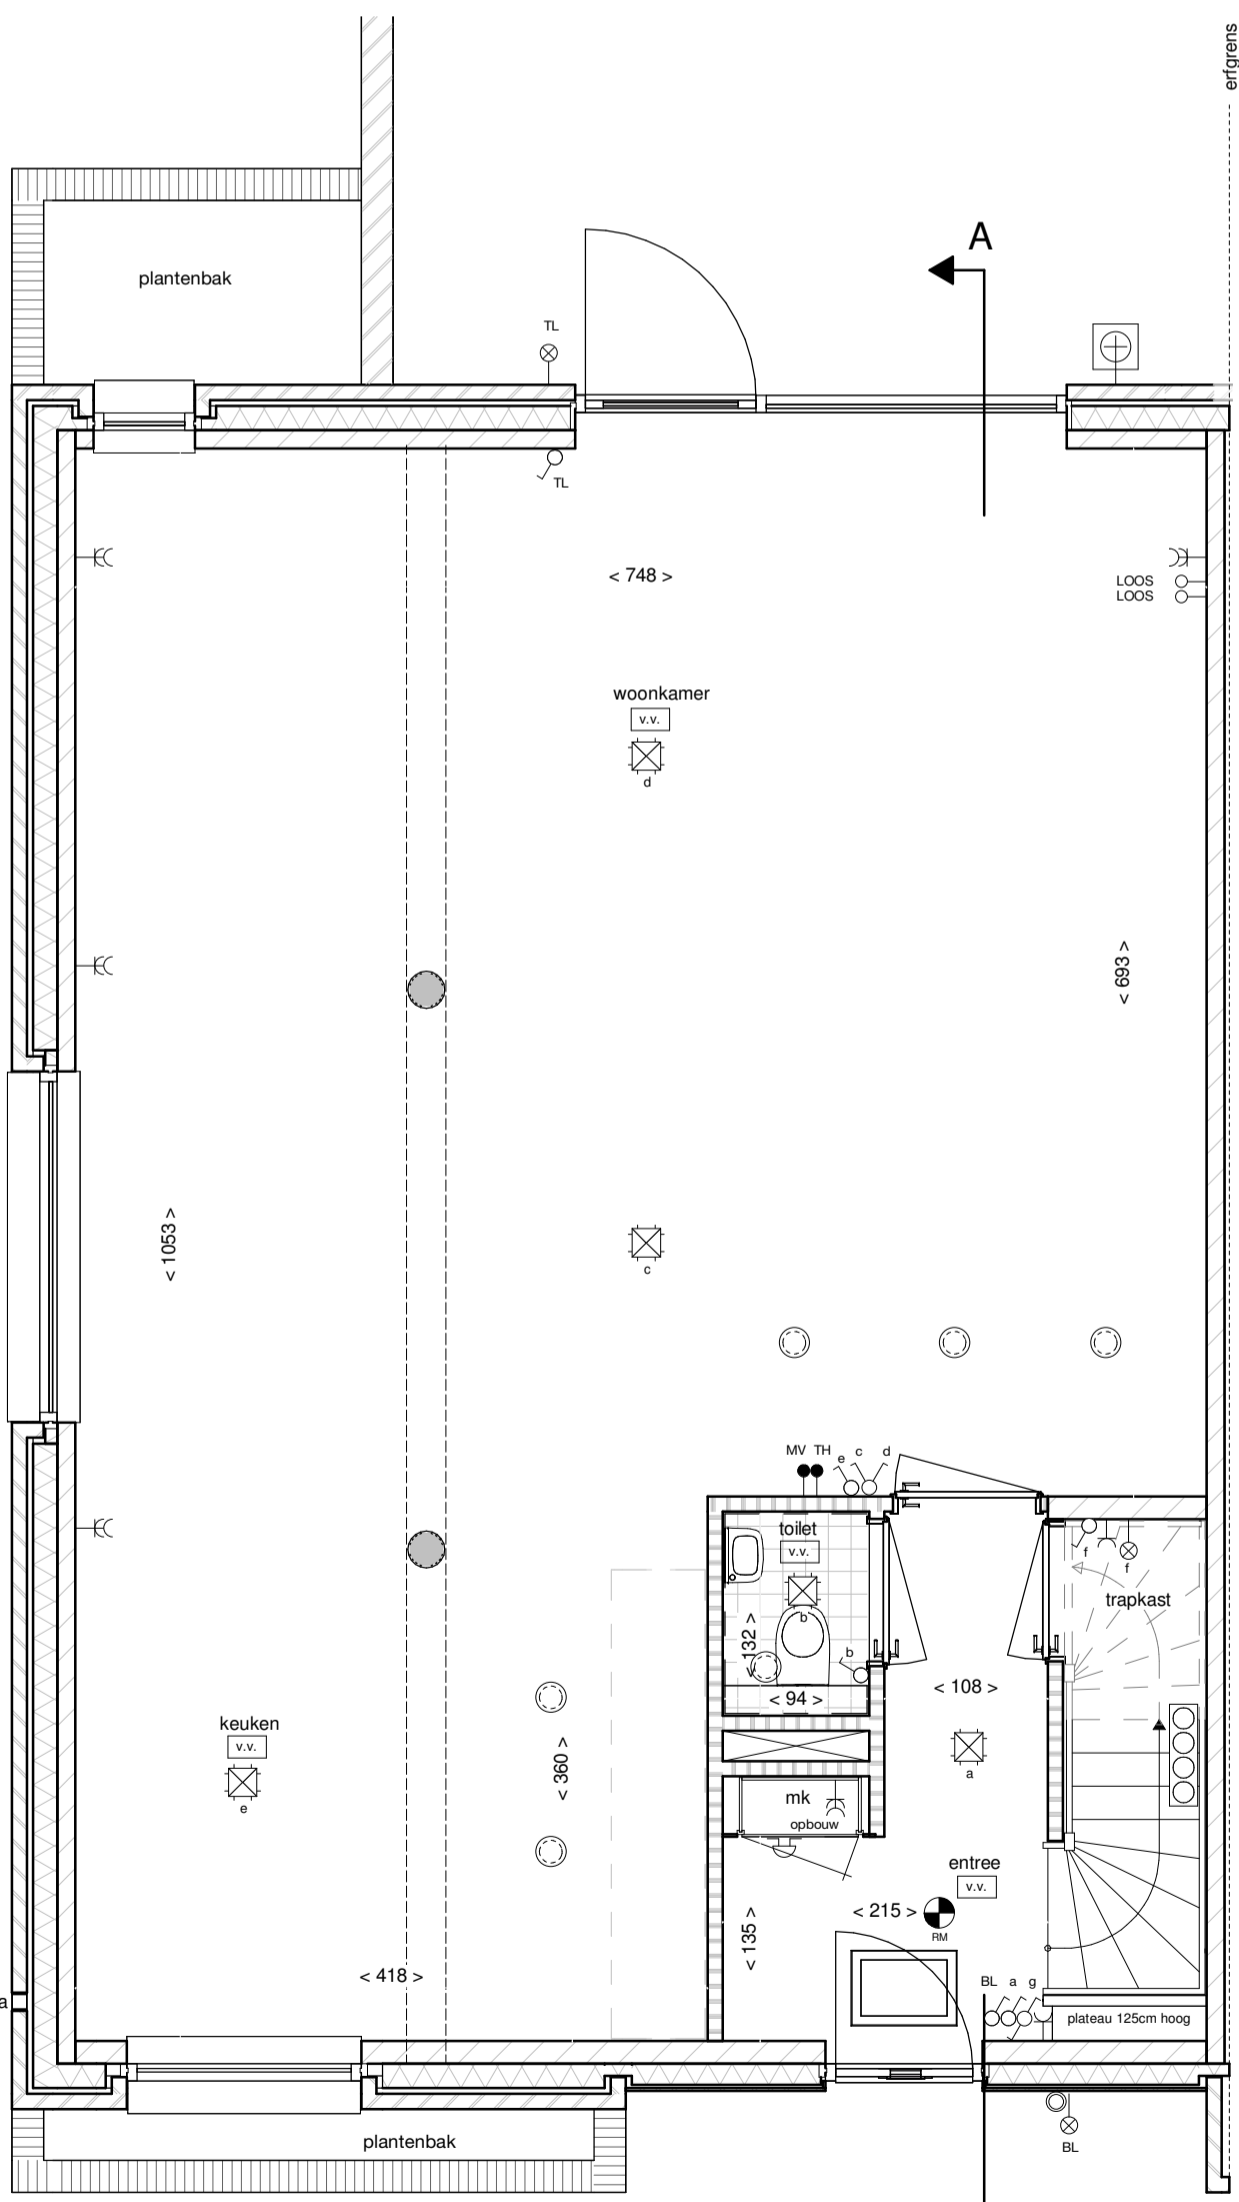 erfgrens
A
plantenbak
TL
TL
< 748 >
LOOS
LOOS
woonkamer
v.v.
d
< 693 >
< 1053 >
c
MV TH e c d
toilet
v.v.
b
< 132 >
b
< 94 >
f
f
trapkast
< 108 >
a
keuken
v.v.
e
< 360 >
mk
opbouw
entree
v.v.
< 215 >
RM
< 135 >
< 418 >
BL a g
plateau 125cm hoog
a
plantenbak
BL